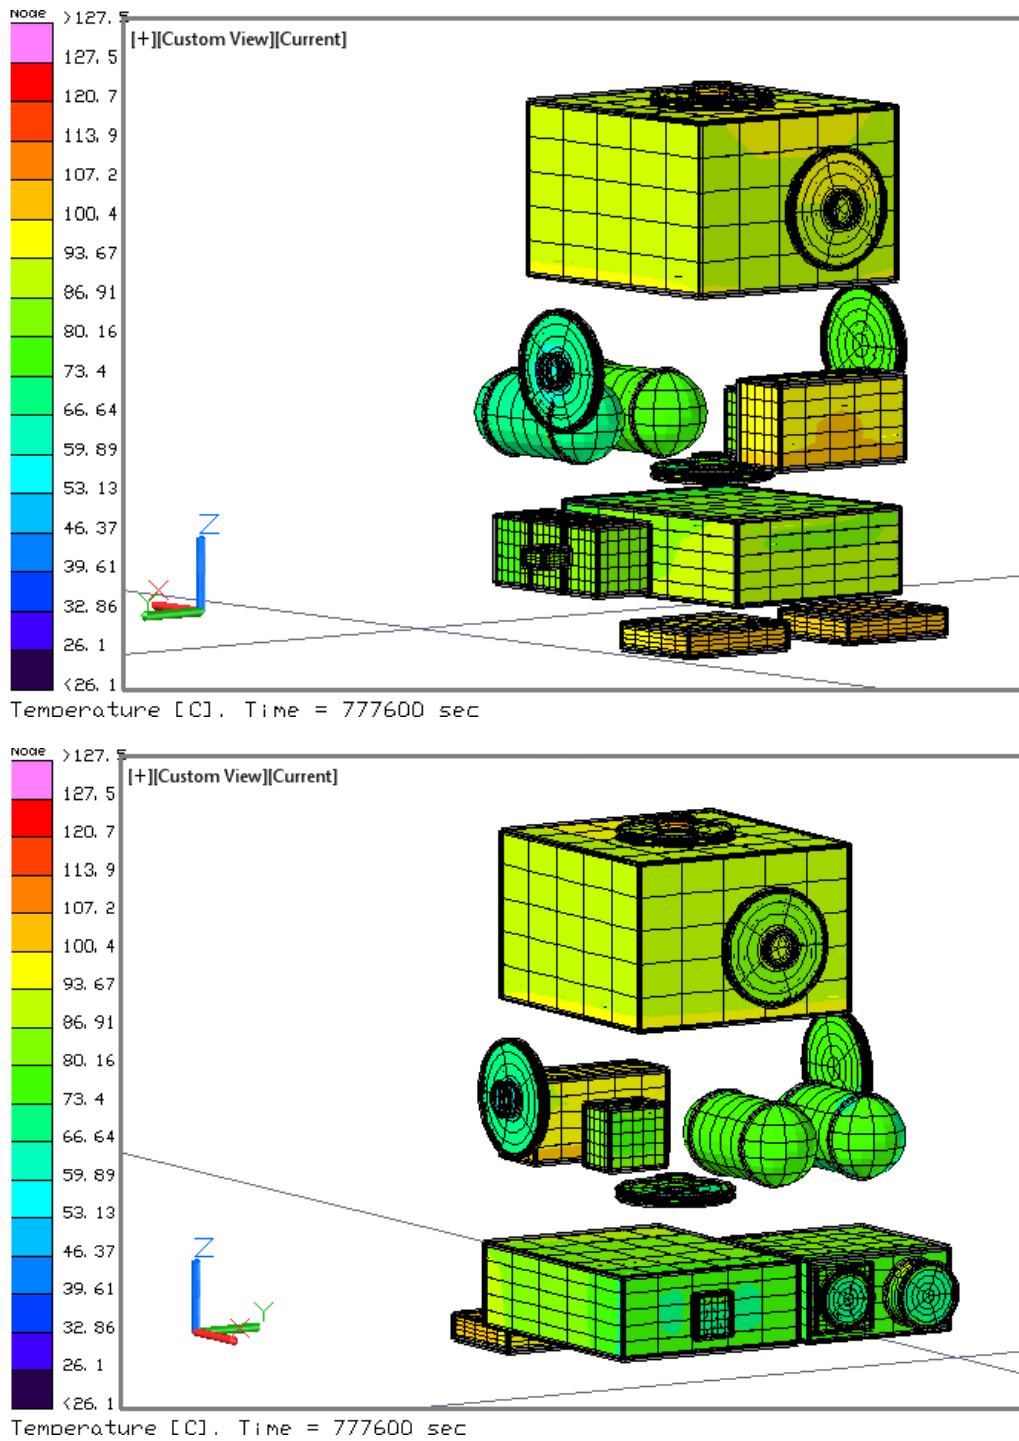 Node >127.5
[+][Custom View][Current]
127.5
120.7
113.9
107.2
100.4
93.67
86.91
80.16
73.4
66.64
59.89
53.13
46.37
39.61
32.86
26.1
<26.1
Z
X
Y
Temperature [C], Time = 777600 sec
Node >127.5
[+][Custom View][Current]
127.5
120.7
113.9
107.2
100.4
93.67
86.91
80.16
73.4
66.64
59.89
53.13
46.37
39.61
32.86
26.1
<26.1
Z
Y
X
Temperature [C], Time = 777600 sec